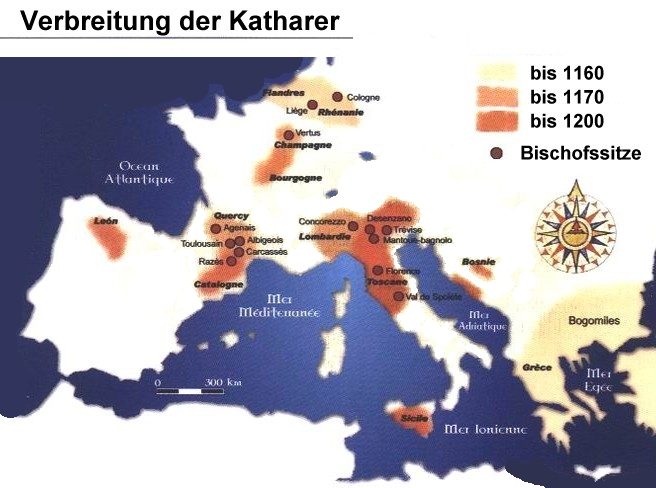 Verbreitung der Katharer
bis 1160
bis 1170
bis 1200
Bischofssitze
Flandres
Cologne
Liège
Rhénanie
Vertus
Champagne
Bourgogne
Ocean
Atlantique
León
Quercy
Agenais
Toulousain
Albigeois
Carcassés
Razès
Catalogne
Concorezzo
Desenzano
Lombardie
Trévise
Mantoue-bagnolo
Florence
Toscane
Val de Spolète
Bosnie
Mer
Adriatique
Mer
Méditerranée
Bogomiles
Grèce
Mer
Egée
0 300 km
Sicile
Mer Ionienne